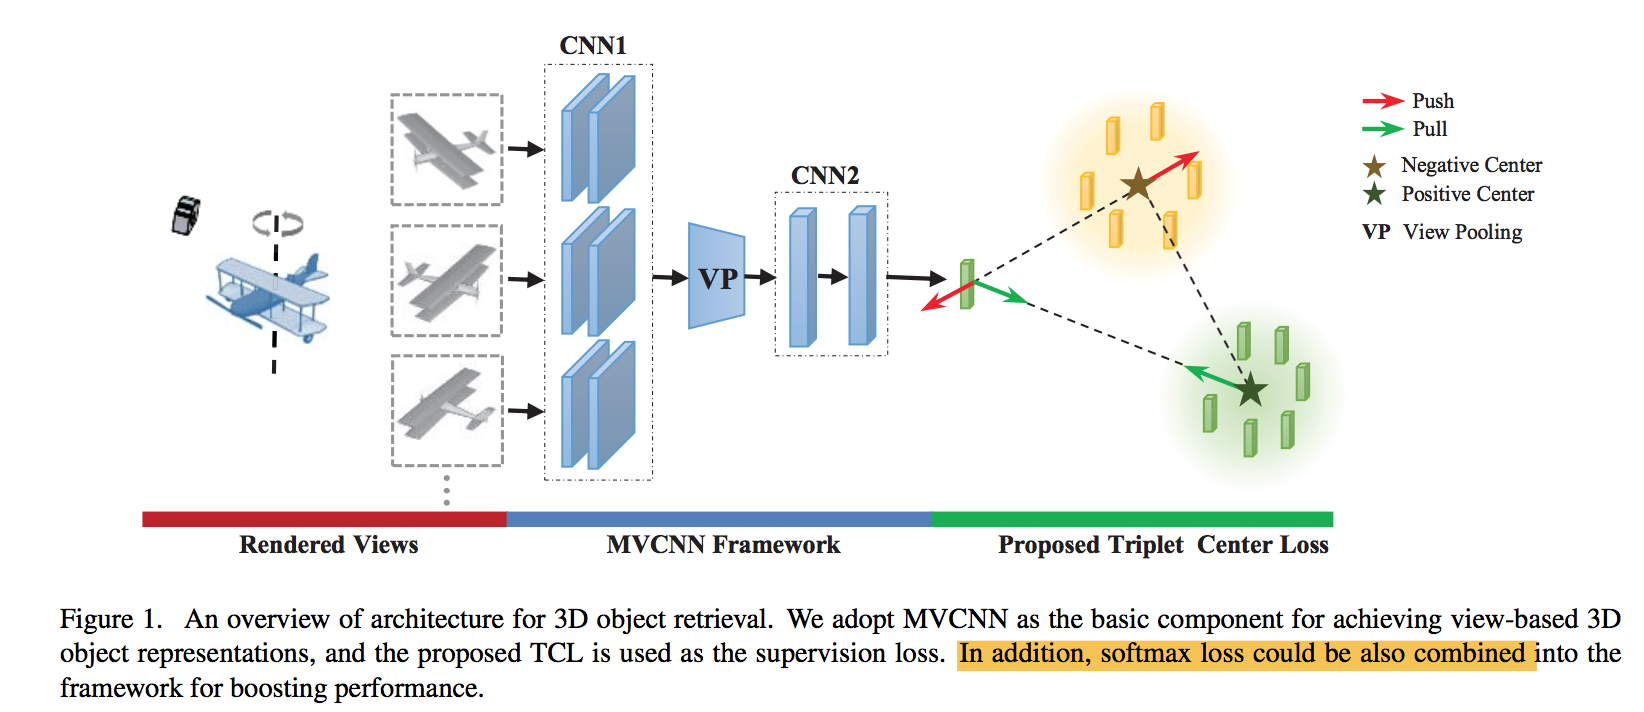 CNN1
CNN2
VP
Push
Pull
Negative Center
Positive Center
VP View Pooling
Rendered Views
MVCNN Framework
Proposed Triplet Center Loss
Figure 1. An overview of architecture for 3D object retrieval. We adopt MVCNN as the basic component for achieving view-based 3D
object representations, and the proposed TCL is used as the supervision loss. In addition, softmax loss could be also combined into the
framework for boosting performance.